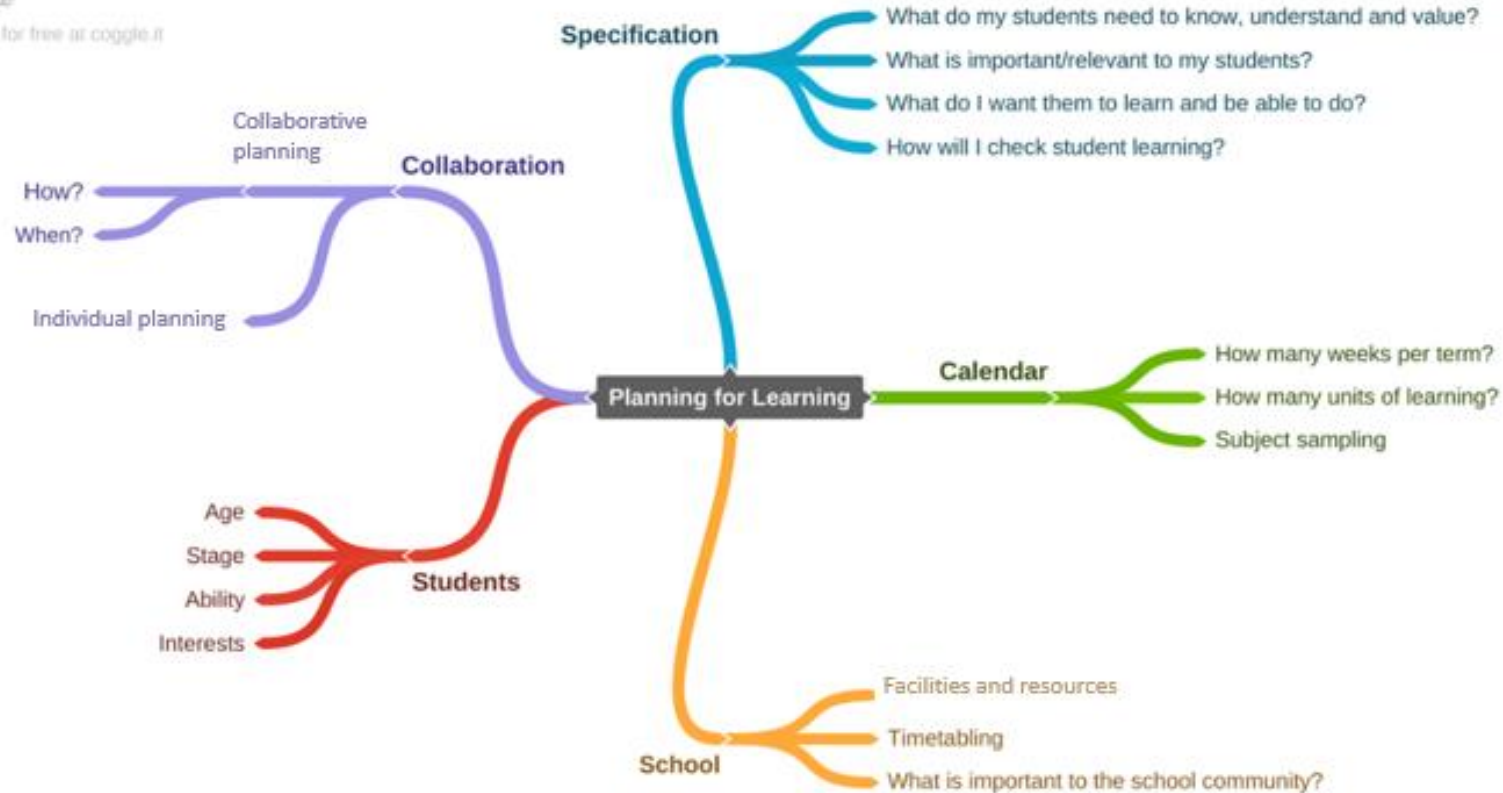 for free at coggle.it
Specification
What do my students need to know, understand and value?
What is important/relevant to my students?
What do I want them to learn and be able to do?
How will I check student learning?
Collaborative
planning
Collaboration
How?
When?
Individual planning
Planning for Learning
Calendar
How many weeks per term?
How many units of learning?
Subject sampling
Age
Stage
Ability
Interests
Students
School
Facilities and resources
Timetabling
What is important to the school community?